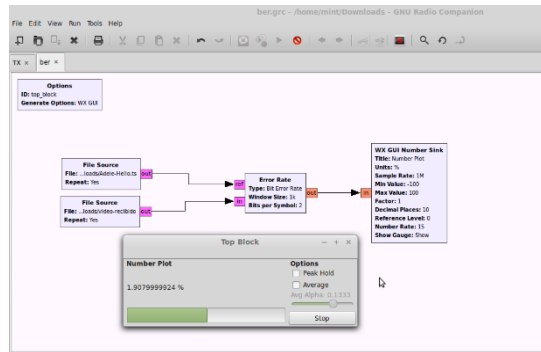 ber.grc - /home/mint/Downloads - GNU Radio Companion
File Edit View Run Tools Help
TX × ber ×
Options
ID: top_block
Generate Options: WX GUI
File Source
File: ...loads/Adele-Hello.ts
Repeat: Yes
out
File Source
File: ...loads/video-recibido
Repeat: Yes
out
ref
in
Error Rate
Type: Bit Error Rate
Window Size: 1k
Bits per Symbol: 2
out
in
WX GUI Number Sink
Title: Number Plot
Units: %
Sample Rate: 1M
Min Value: -100
Max Value: 100
Factor: 1
Decimal Places: 10
Reference Level: 0
Number Rate: 15
Show Gauge: Show
Top Block
Number Plot
1.9079999924 %
Options
Peak Hold
Average
Avg Alpha: 0.1333
Stop